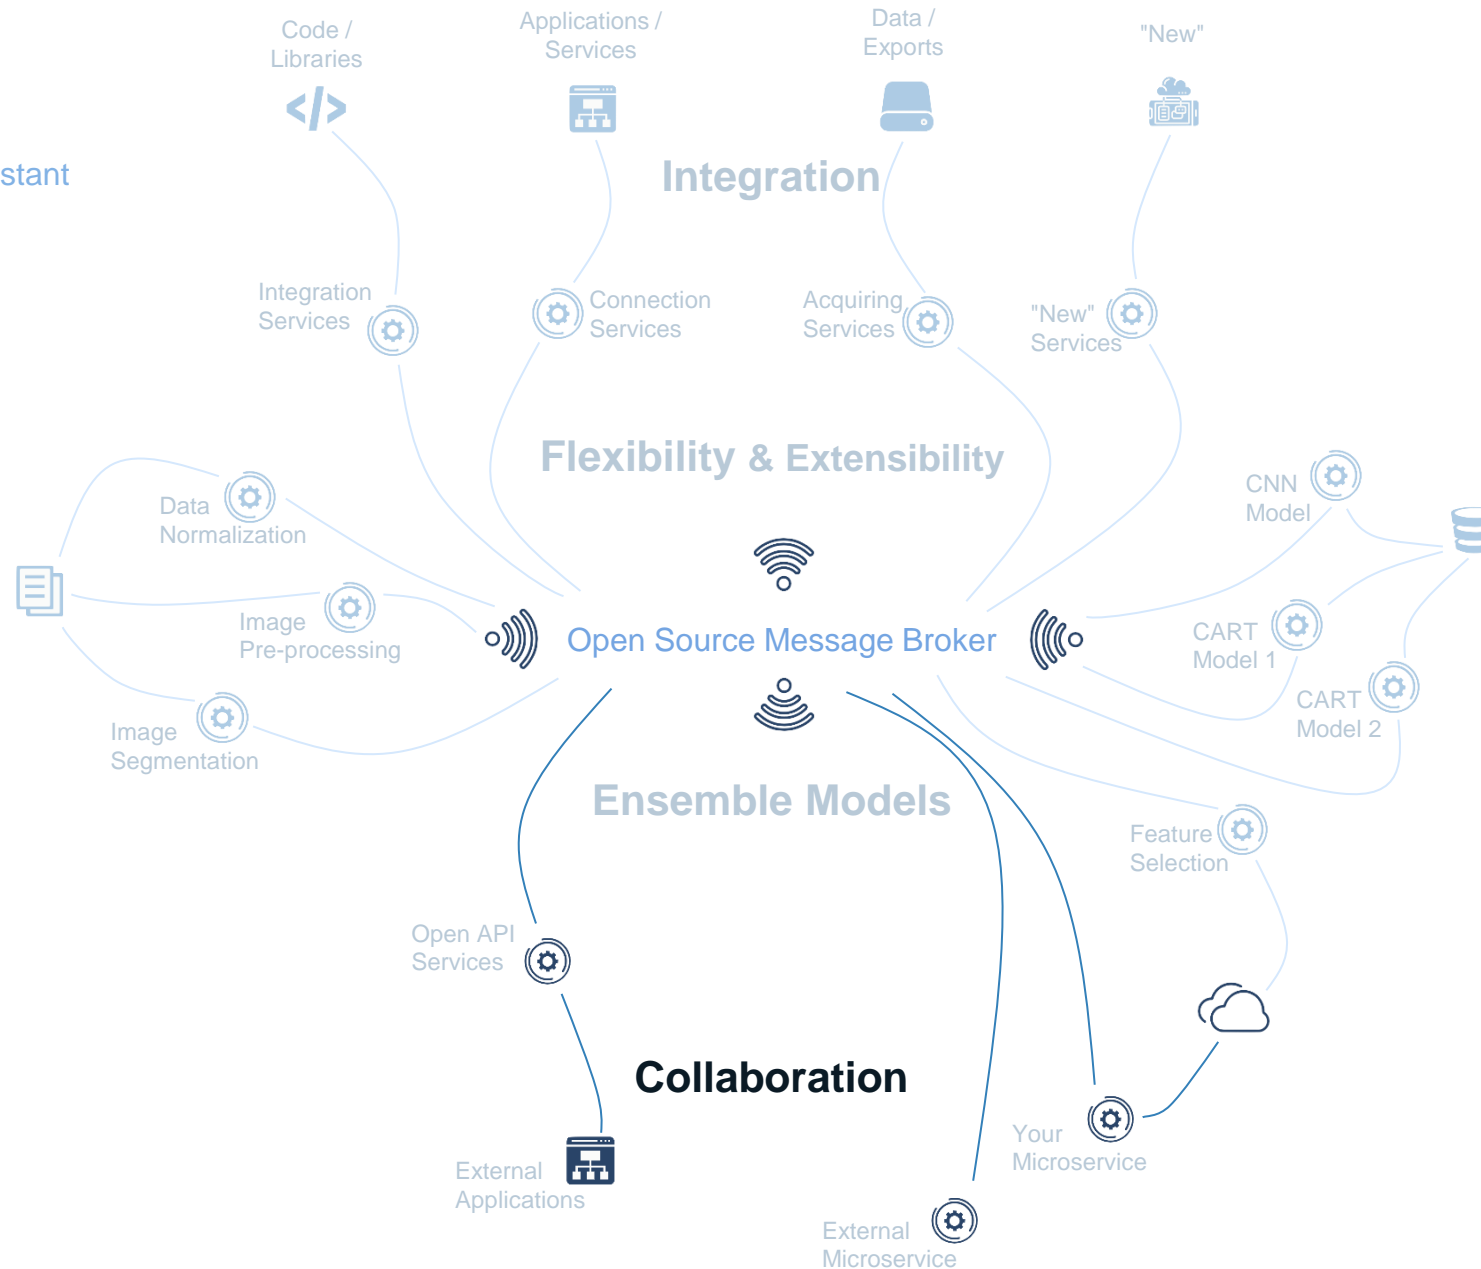 Code /
Libraries
Applications /
Services
Data /
Exports
"New"
stant
Integration
Integration
Services
Connection
Services
Acquiring
Services
"New"
Services
Flexibility & Extensibility
Data
Normalization
CNN
Model
Image
Pre-processing
Open Source Message Broker
CART
Model 1
CART
Model 2
Image
Segmentation
Ensemble Models
Feature
Selection
Open API
Services
Collaboration
Your
Microservice
External
Applications
External
Microservice